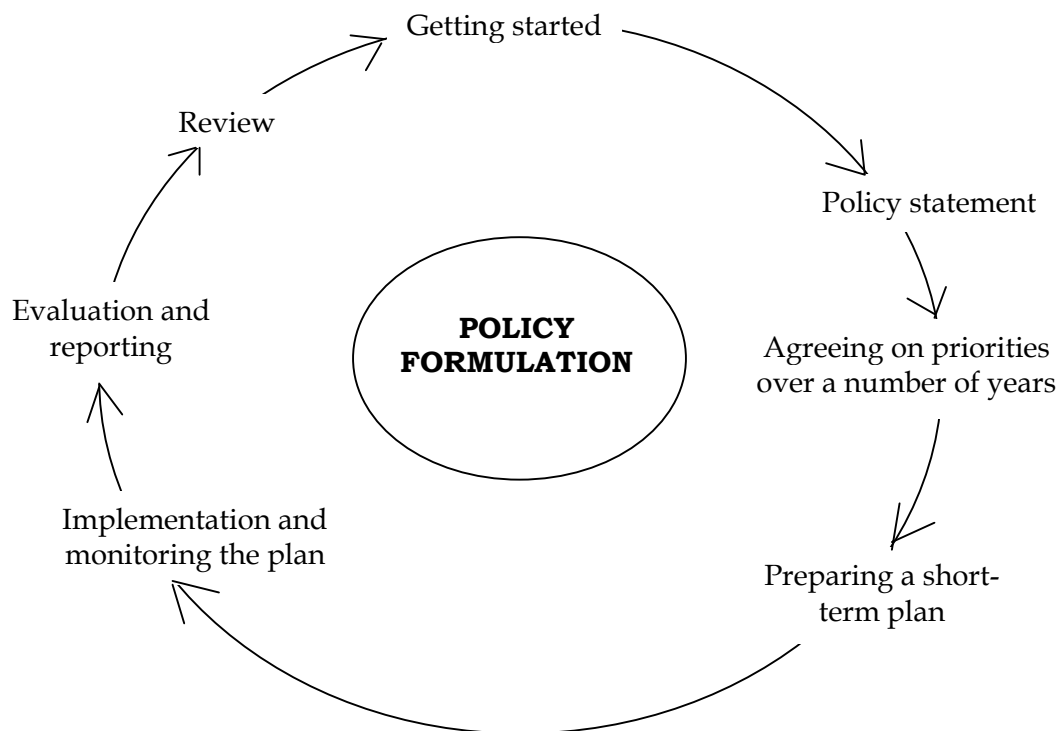 Getting started
Policy statement
Agreeing on priorities
over a number of years
Preparing a short-
term plan
Implementation and
monitoring the plan
Evaluation and
reporting
Review
POLICY
FORMULATION